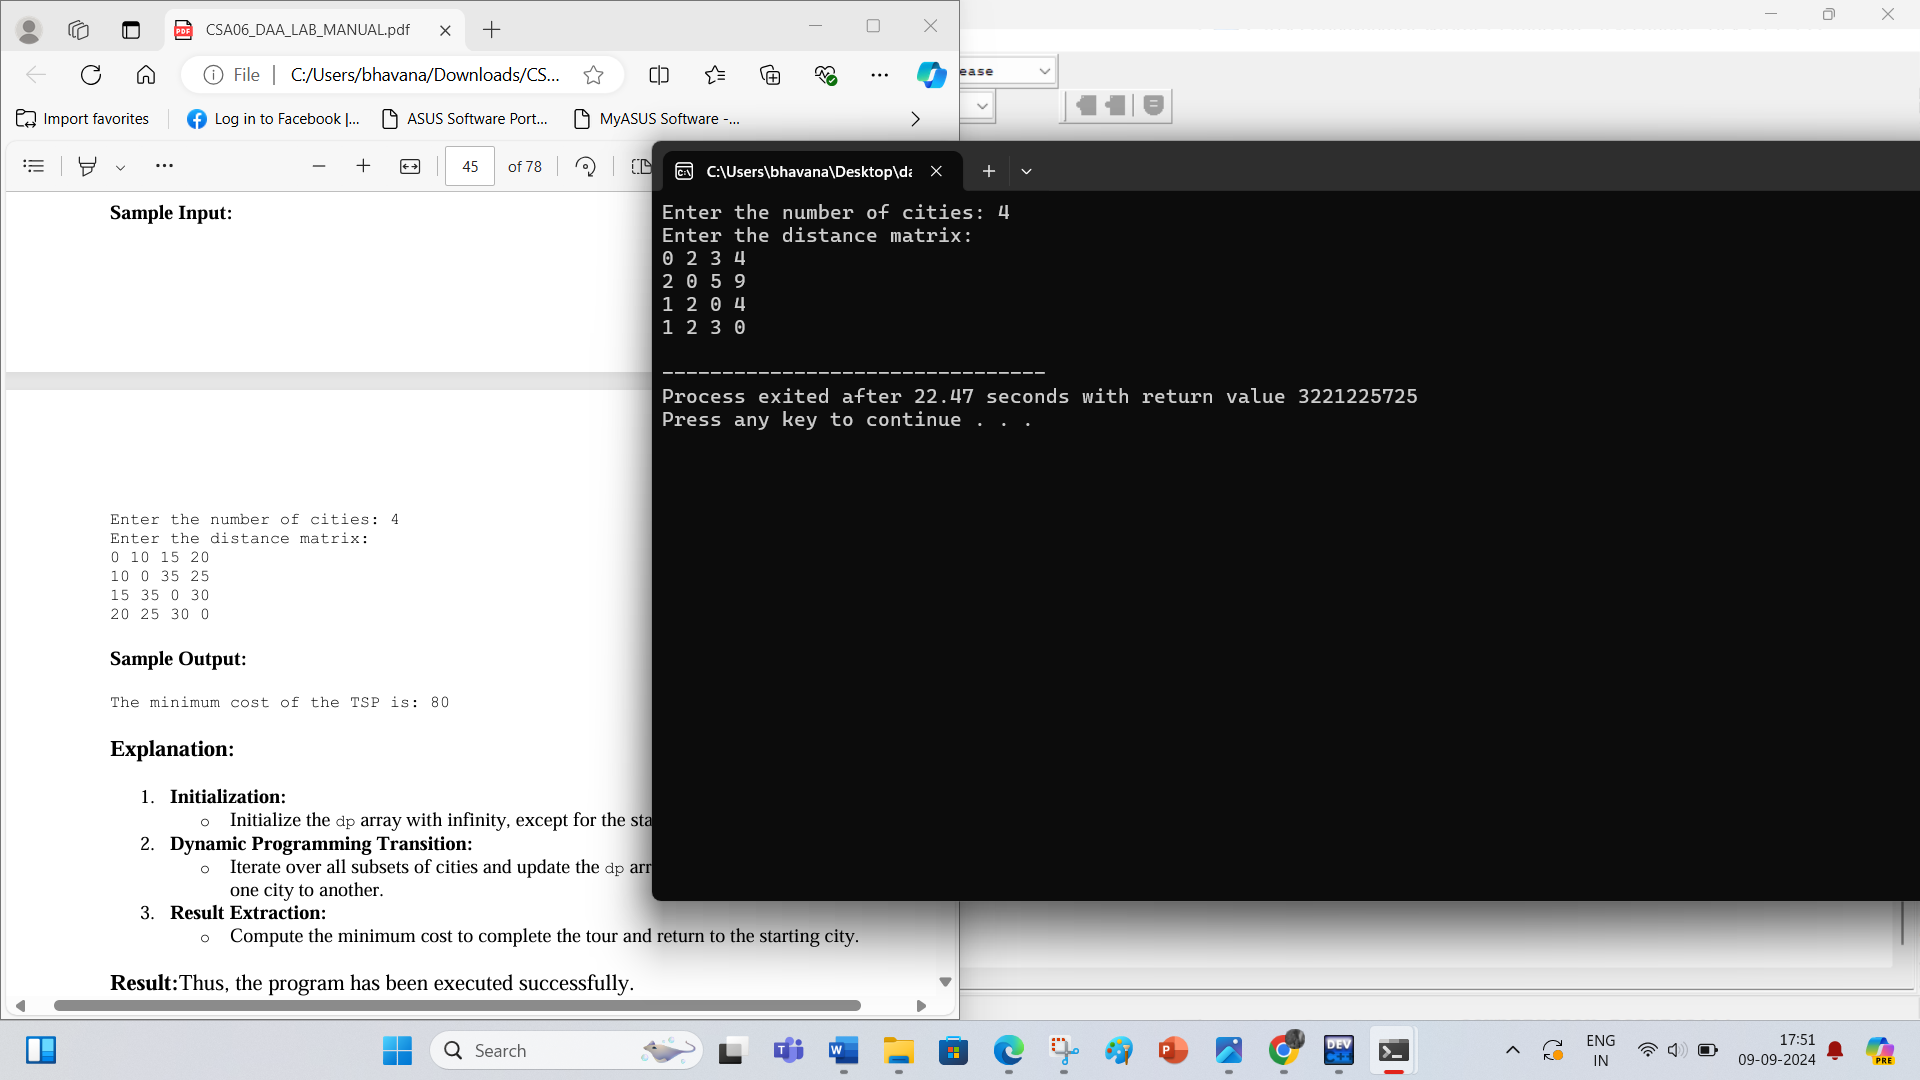 CSA06_DAA_LAB_MANUAL.pdf
File
C:/Users/bhavana/Downloads/CS...
ease
Import favorites
Log in to Facebook |...
ASUS Software Port...
MyASUS Software -...
45 of 78
C:\Users\bhavana\Desktop\da
Sample Input:
Enter the number of cities: 4
Enter the distance matrix:
0 10 15 20
10 0 35 25
15 35 0 30
20 25 30 0
Sample Output:
The minimum cost of the TSP is: 80
Explanation:
1. Initialization:
o Initialize the dp array with infinity, except for the sta
2. Dynamic Programming Transition:
o Iterate over all subsets of cities and update the dp arr
one city to another.
3. Result Extraction:
o Compute the minimum cost to complete the tour and return to the starting city.
Result:Thus, the program has been executed successfully.
Enter the number of cities: 4
Enter the distance matrix:
0 2 3 4
2 0 5 9
1 2 0 4
1 2 3 0
--------------------------------
Process exited after 22.47 seconds with return value 3221225725
Press any key to continue . . .
Search
DEV
C++
PRE
ENG
IN
17:51
09-09-2024